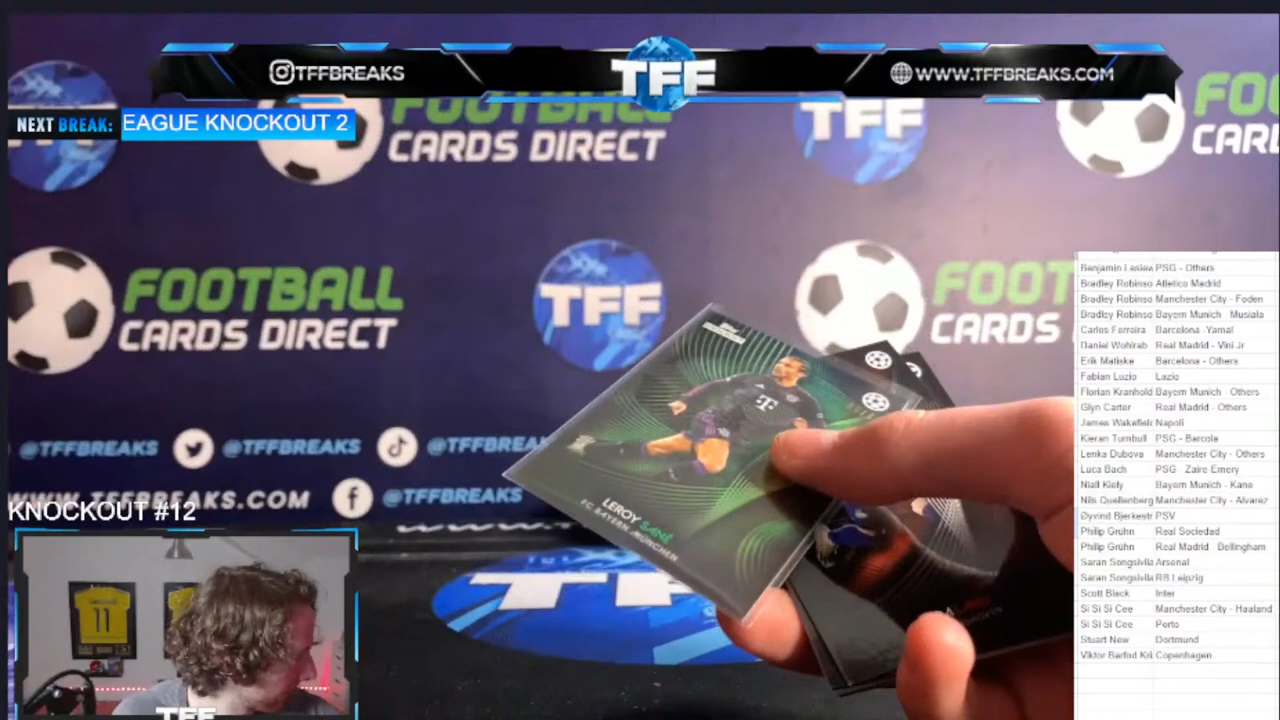 TFFBREAKS
TFF
WWW.TFFBREAKS.COM
NEXT BREAK: EAGUE KNOCKOUT 2
FOOTBALL
CARDS DIRECT
TFF
FOOTBALL
CARDS DIRECT
TFF
@TFFBREAKS
@TFFBREAKS
WWW.TFFBREAKS.COM
@TFFBREAKS
KNOCKOUT #12
LEROY SANÉ
FC BAYERN MÜNCHEN
11
TFF
Benjamin Lesiew PSG - Others
Bradley Robinso Atletico Madrid
Bradley Robinso Manchester City - Foden
Bradley Robinso Bayern Munich - Musiala
Carlos Ferreira Barcelona -Yamal
Daniel Wohlrab Real Madrid - Vini Jr
Erik Matiske Barcelona - Others
Fabian Luzio Lazio
Florian Kranhold Bayern Munich - Others
Glyn Carter Real Madrid - Others
James Wakefield Napoli
Kieran Turnbull PSG - Barcola
Lenka Dubova Manchester City - Others
Luca Bach PSG - Zaire Emery
Niall Kiely Bayern Munich - Kane
Nils Quellenberg Manchester City - Alvarez
Øyvind Bjerkestr PSV
Philip Gruhn Real Sociedad
Philip Gruhn Real Madrid - Bellingham
Saran Songsivila Arsenal
Saran Songsivila RB Leipzig
Scott Black Inter
Si Si Si Cee Manchester City - Haaland
Si Si Si Cee Porto
Stuart New Dortmund
Viktor Barfod Kri Copenhagen